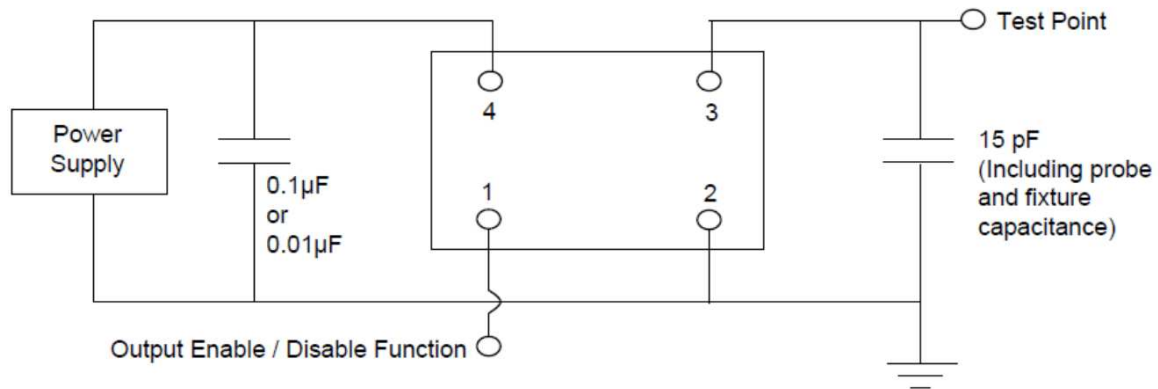 Test Point
4
3
Power
Supply
0.1µF
or
0.01µF
1
2
15 pF
(Including probe
and fixture
capacitance)
Output Enable / Disable Function